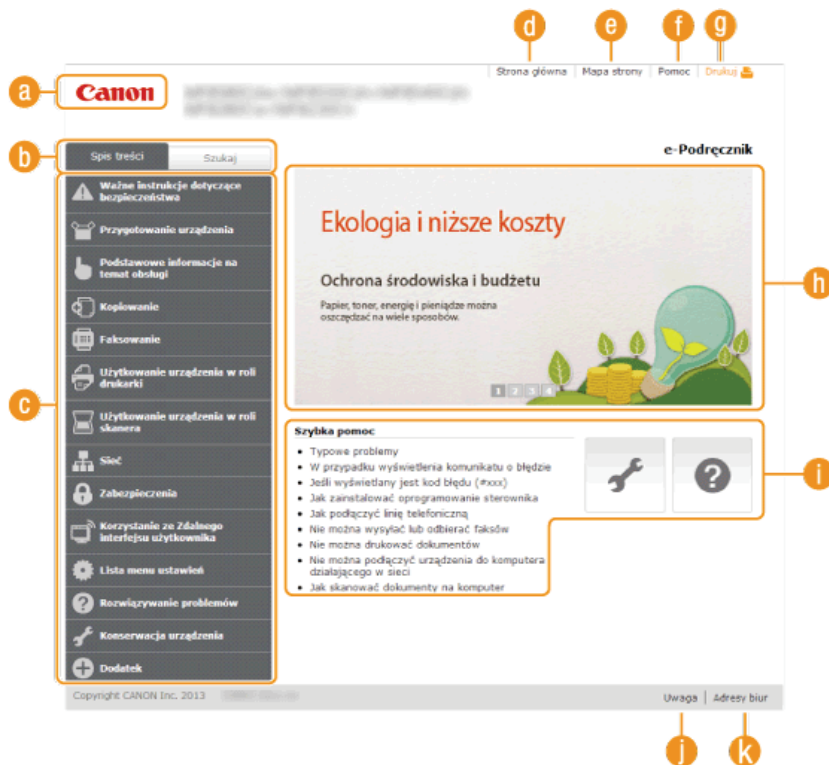 d e f g
Strona główna | Mapa strony | Pomoc | Drukuj
a
Canon
b
Spis treści Szukaj
e-Podręcznik
c
Ważne instrukcje dotyczące
bezpieczeństwa
Przygotowanie urządzenia
Podstawowe informacje na
temat obsługi
Kopiowanie
Faksowanie
Użytkowanie urządzenia w roli
drukarki
Użytkowanie urządzenia w roli
skanera
Sieć
Zabezpieczenia
Korzystanie ze Zdalnego
interfejsu użytkownika
Lista menu ustawień
Rozwiązywanie problemów
Konserwacja urządzenia
Dodatek
h
Ekologia i niższe koszty
Ochrona środowiska i budżetu
Papier, toner, energię i pieniądze można
oszczędzać na wiele sposobów.
1 2 3 4
i
Szybka pomoc
• Typowe problemy
• W przypadku wyświetlenia komunikatu o błędzie
• Jeśli wyświetlany jest kod błędu (#xxx)
• Jak zainstalować oprogramowanie sterownika
• Jak podłączyć linię telefoniczną
• Nie można wysyłać lub odbierać faksów
• Nie można drukować dokumentów
• Nie można podłączyć urządzenia do komputera
działającego w sieci
• Jak skanować dokumenty na komputer
Copyright CANON Inc. 2013
Uwaga | Adresy biur
j k